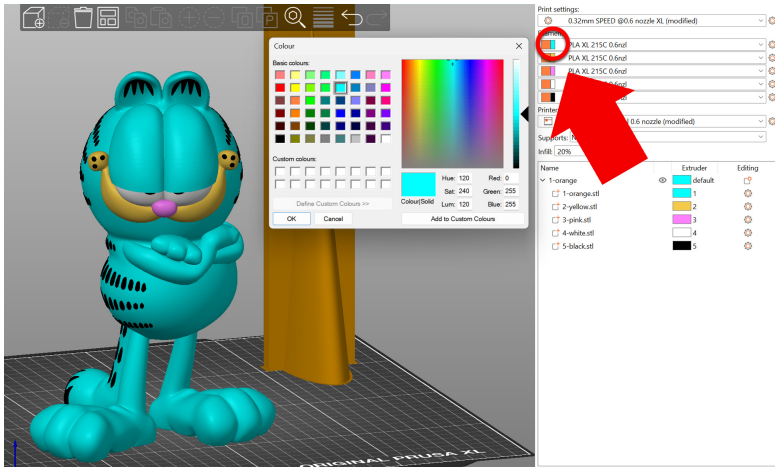 Print settings:
0.32mm SPEED @0.6 nozzle XL (modified)
PLA XL 215C 0.6nzl
PLA XL 215C 0.6nzl
PLA XL 215C 0.6nzl
0.6nzl
0.6nzl
Printer
0.6 nozzle (modified)
Supports:
Infill: 20%
Name Extruder Editing
1-orange default
1-orange.stl 1
2-yellow.stl 2
3-pink.stl 3
4-white.stl 4
5-black.stl 5
Colour
Basic colours:
Custom colours:
Define Custom Colours >>
OK Cancel
Colour|Solid
Hue: 120 Red: 0
Sat: 240 Green: 255
Lum: 120 Blue: 255
Add to Custom Colours
ORIGINAL PRUSA XL